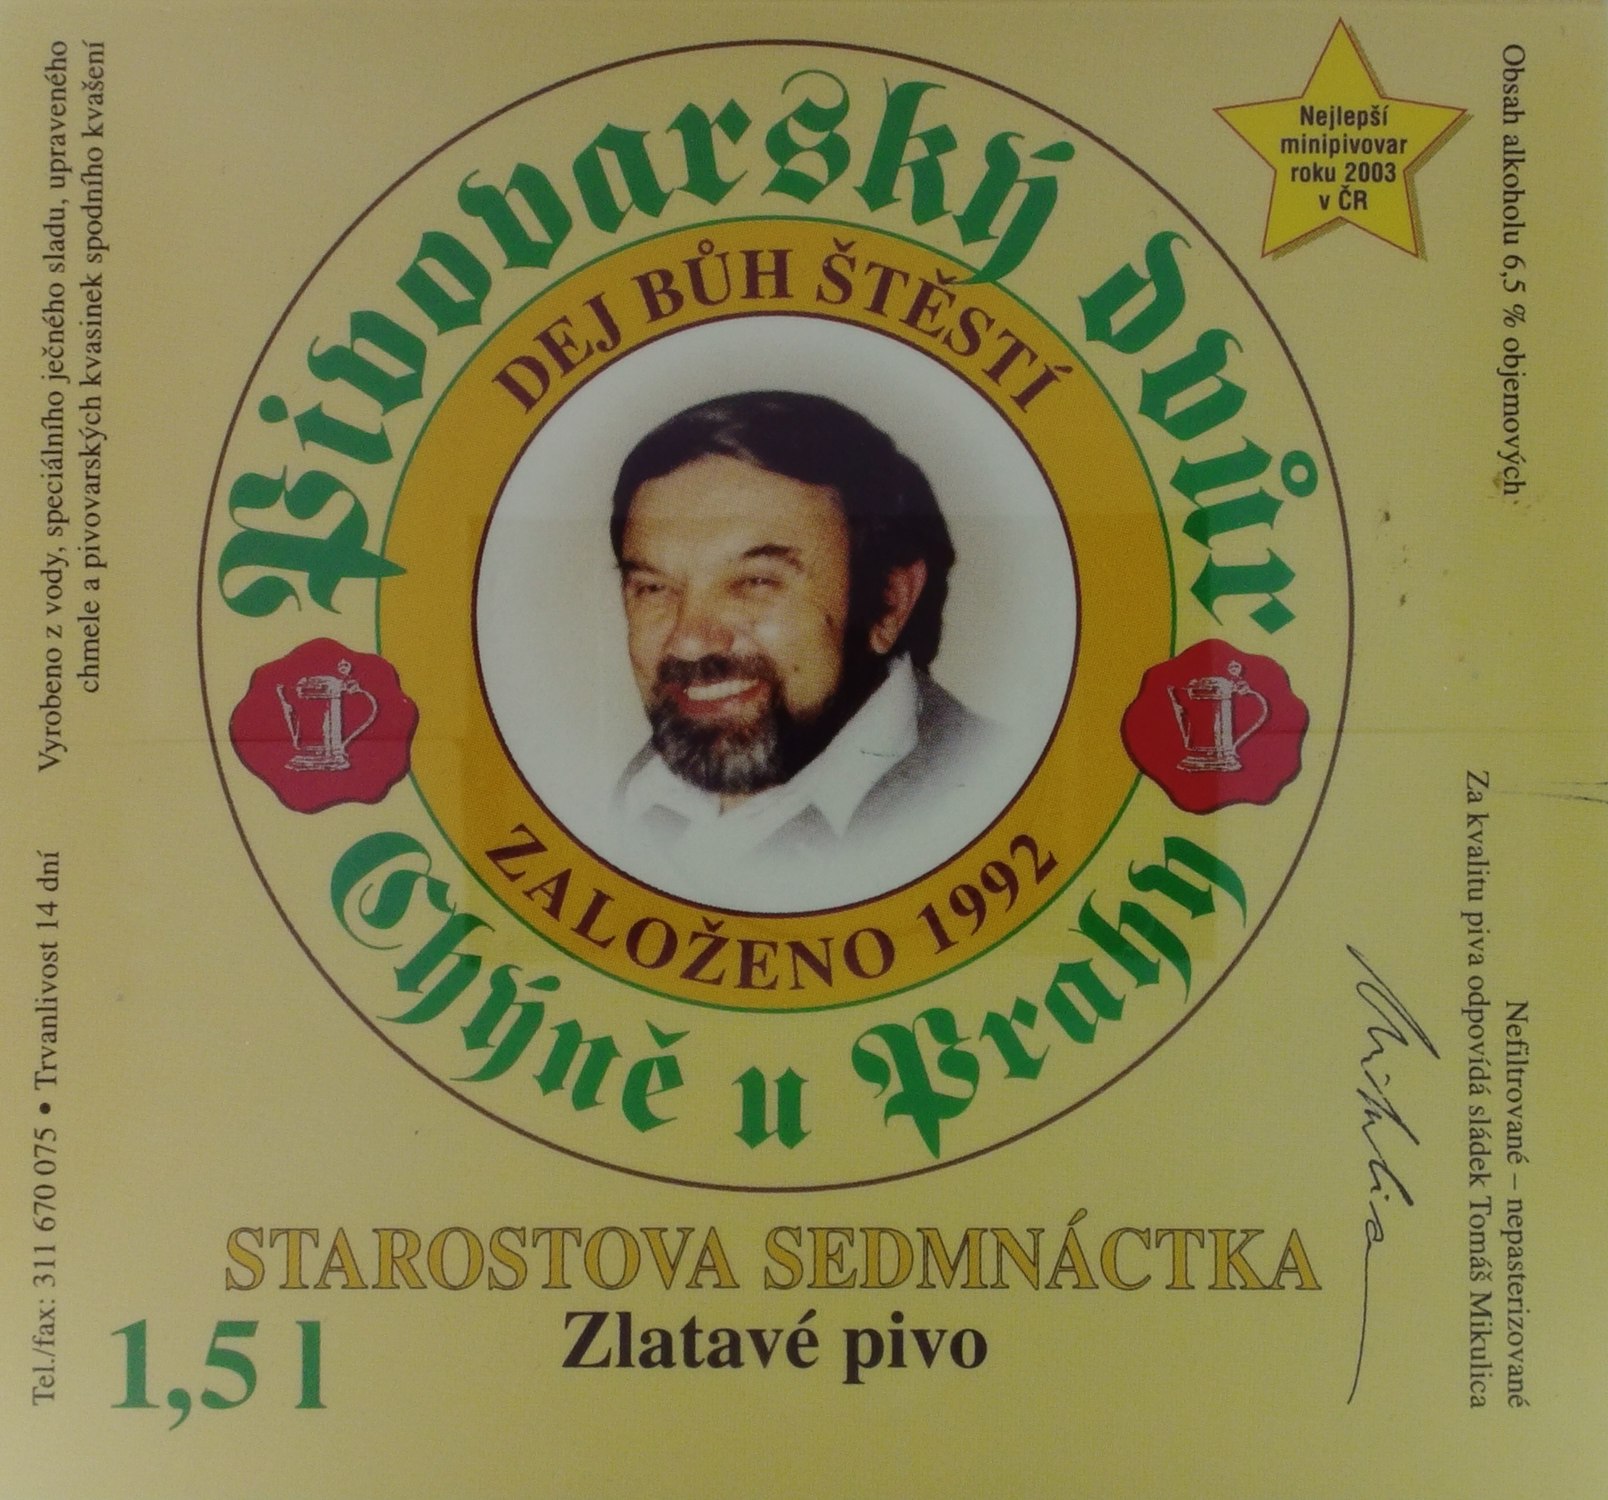 Pivovarský dvůr
DEJ BŮH ŠTĚSTÍ
ZALOŽENO 1992
Chýně u Prahy
Nejlepší
minipivovar
roku 2003
v ČR
STAROSTOVA SEDMNÁCTKA
Zlatavé pivo
1,5 l
Vyrobeno z vody, speciálního ječného sladu, upraveného
chmele a pivovarských kvasinek spodního kvašení
Tel./fax: 311 670 075 • Trvanlivost 14 dní
Obsah alkoholu 6,5 % objemových
Nefiltrované – nepasterizované
Za kvalitu piva odpovídá sládek Tomáš Mikulica
Mikulica